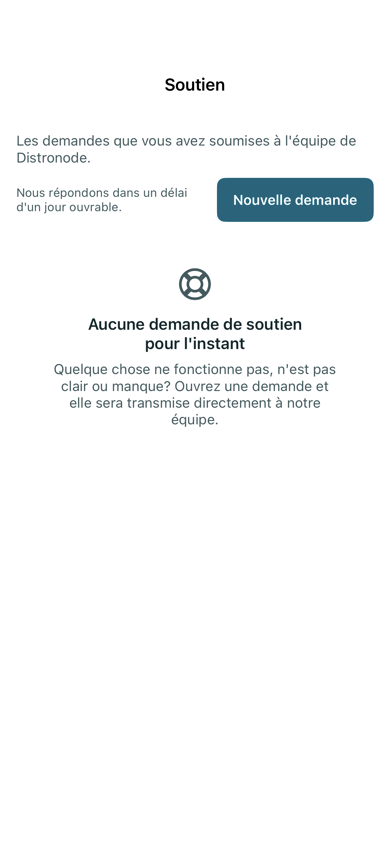 Soutien
Les demandes que vous avez soumises à l'équipe de
Distronode.
Nous répondons dans un délai
d'un jour ouvrable.
Nouvelle demande
Aucune demande de soutien
pour l'instant
Quelque chose ne fonctionne pas, n'est pas
clair ou manque? Ouvrez une demande et
elle sera transmise directement à notre
équipe.